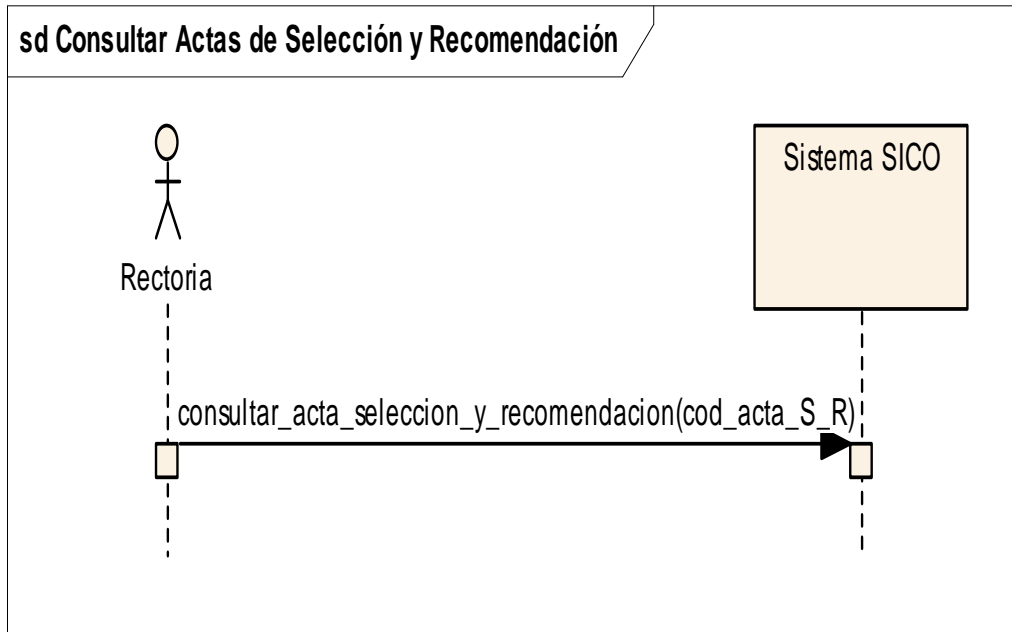 sd Consultar Actas de Selección y Recomendación
Sistema SICO
Rectoria
consultar_acta_seleccion_y_recomendacion(cod_acta_S_R)